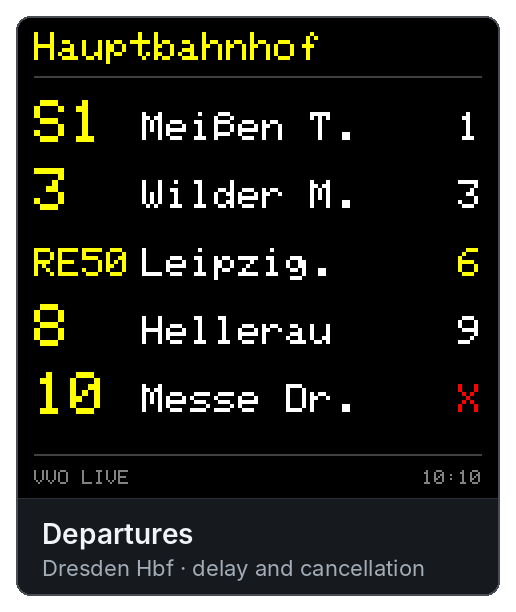 Hauptbahnhof
S1 Meißen T. 1
3 Wilder M. 3
RE50 Leipzig. 6
8 Hellerau 9
10 Messe Dr. X
VVO LIVE 10:10
Departures
Dresden Hbf · delay and cancellation